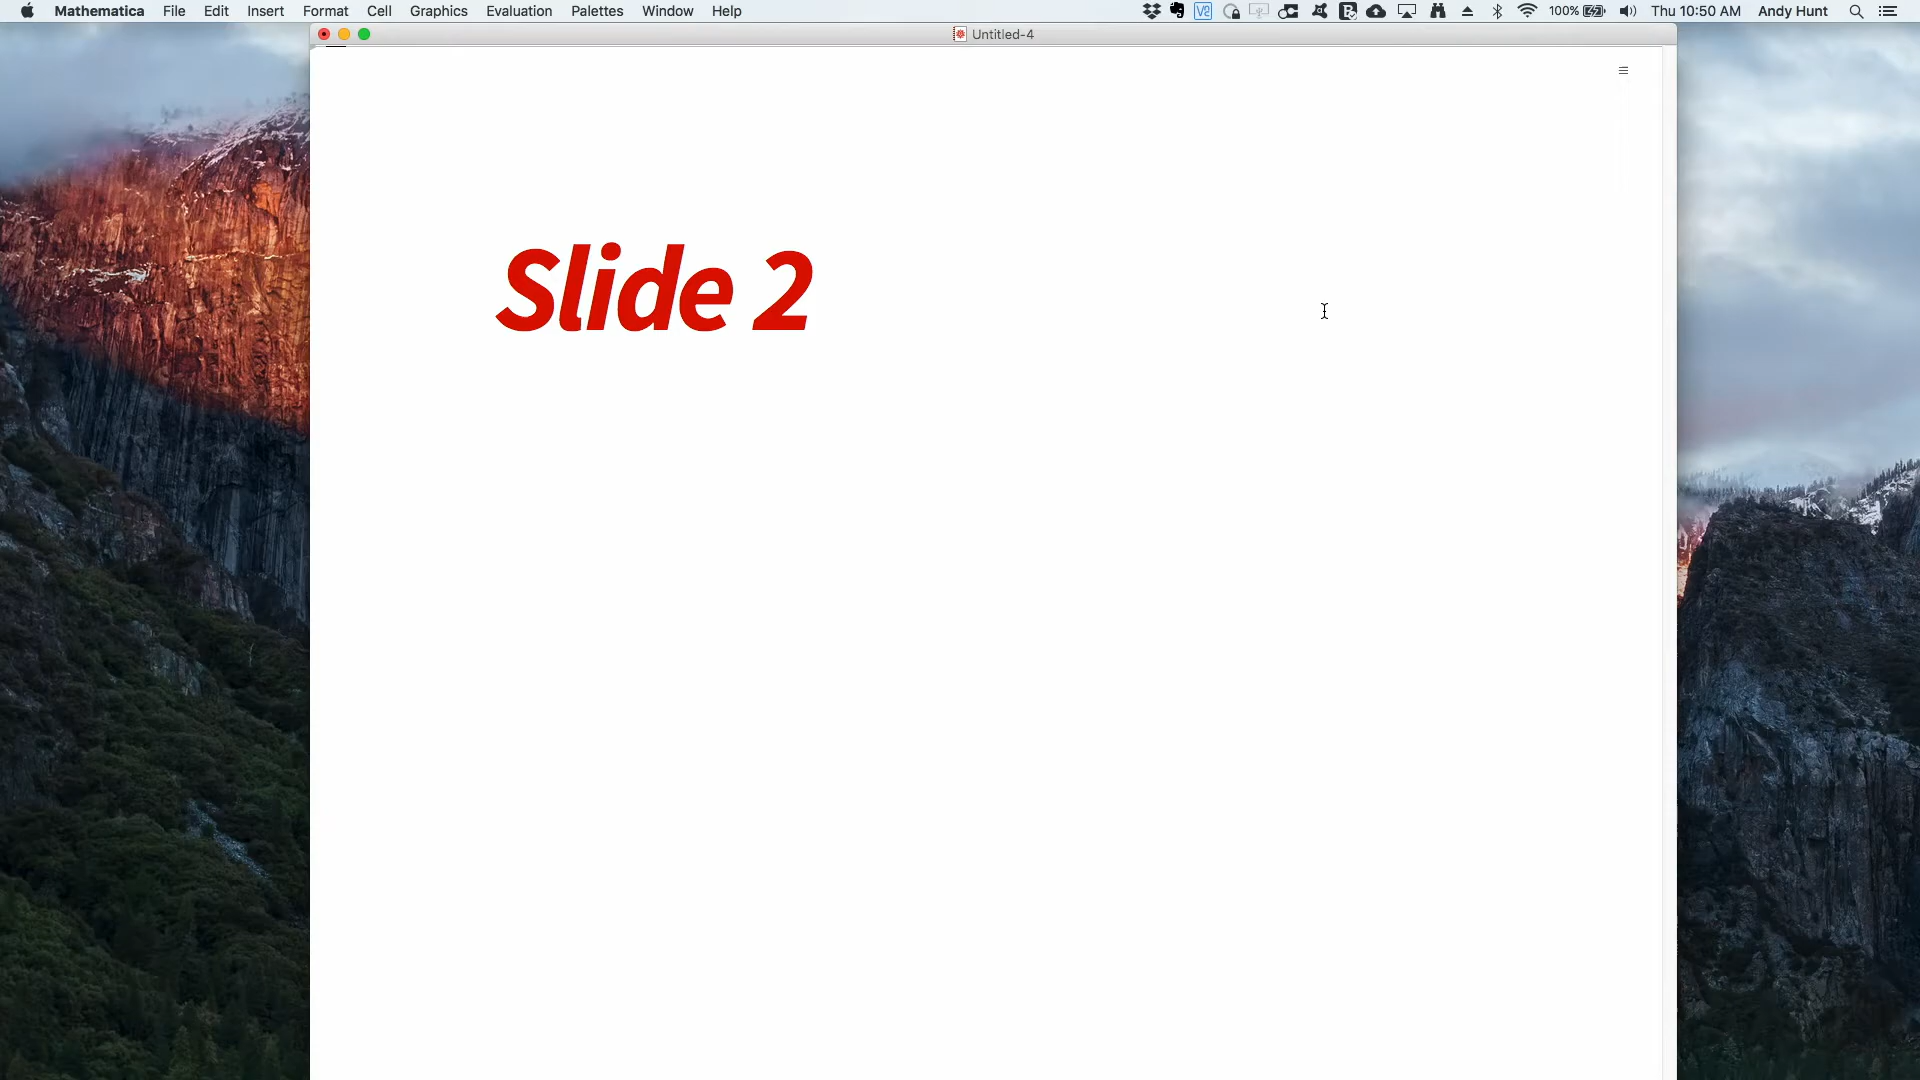 Mathematica File Edit Insert Format Cell Graphics Evaluation Palettes Window Help 100% Thu 10:50 AM Andy Hunt
Untitled-4
Slide 2